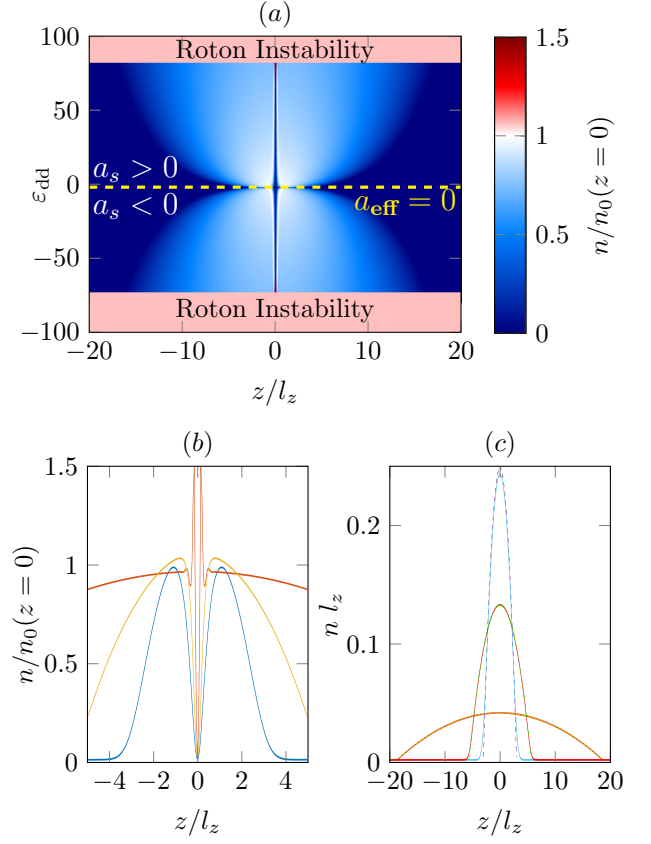 (a)
100
50
0
−50
−100
ε_dd
Roton Instability
a_s > 0
a_s < 0
a_eff = 0
Roton Instability
−20 −10 0 10 20
z/l_z
1.5
1
0.5
0
n/n_0(z = 0)
(b)
1.5
1
0.5
0
n/n_0(z = 0)
−4 −2 0 2 4
z/l_z
(c)
0.2
0.1
0
n l_z
−20 −10 0 10 20
z/l_z